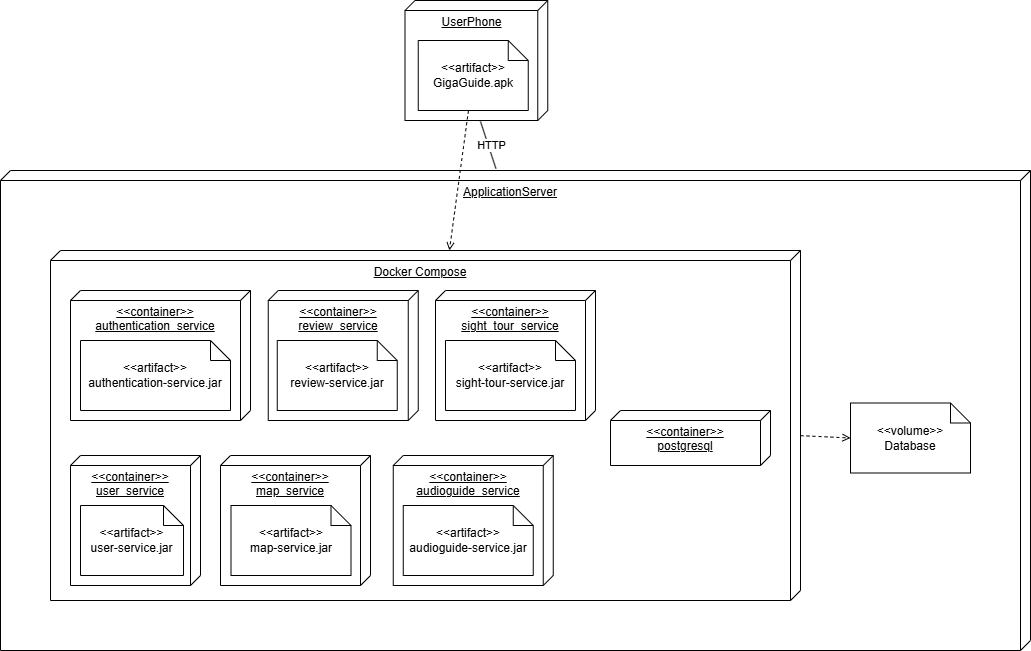 UserPhone
<<artifact>>
GigaGuide.apk
HTTP
ApplicationServer
Docker Compose
<<container>>
authentication_service
<<artifact>>
authentication-service.jar
<<container>>
review_service
<<artifact>>
review-service.jar
<<container>>
sight_tour_service
<<artifact>>
sight-tour-service.jar
<<container>>
postgresql
<<volume>>
Database
<<container>>
user_service
<<artifact>>
user-service.jar
<<container>>
map_service
<<artifact>>
map-service.jar
<<container>>
audioguide_service
<<artifact>>
audioguide-service.jar